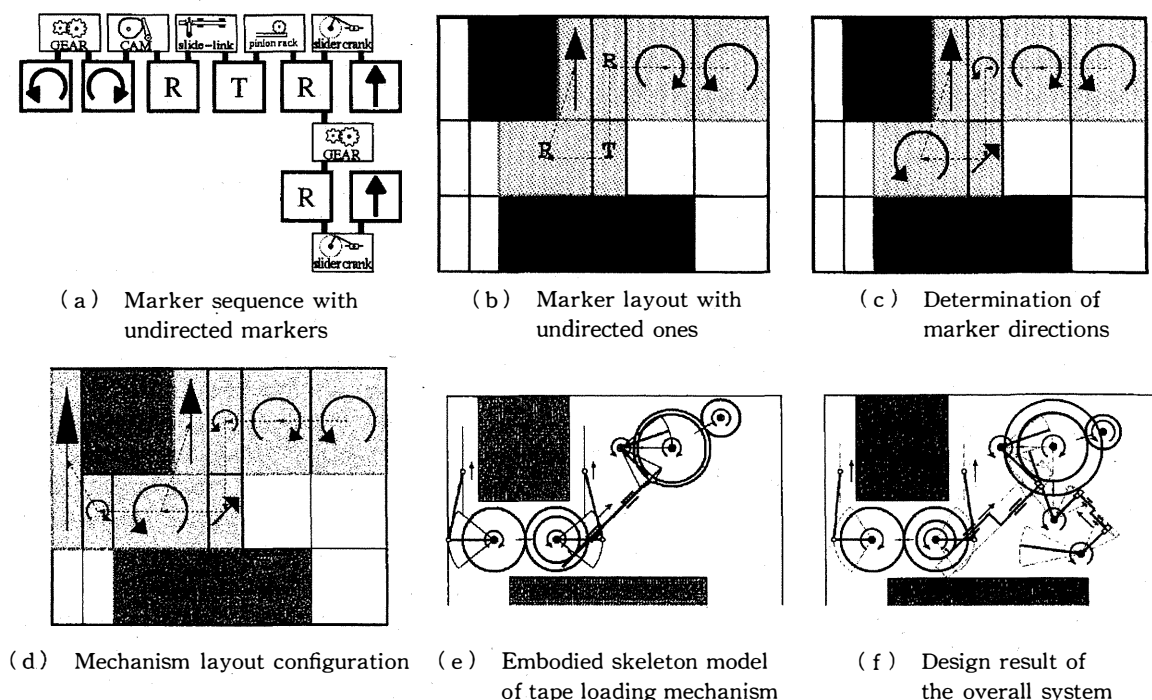 GEAR CAM slide-link pinion rack slider crank
R T R
GEAR
R
slider crank
R
R T
(a) Marker sequence with
undirected markers
(b) Marker layout with
undirected ones
(c) Determination of
marker directions
(d) Mechanism layout configuration
(e) Embodied skeleton model
of tape loading mechanism
(f) Design result of
the overall system